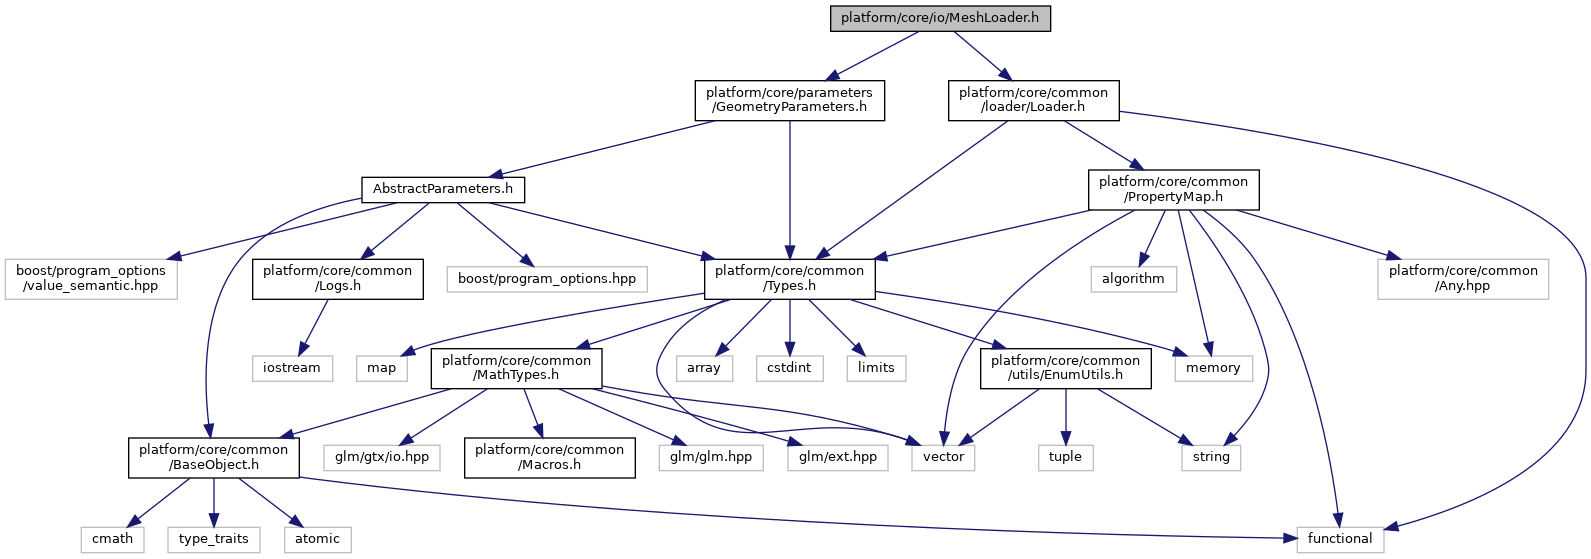 platform/core/io/MeshLoader.h
platform/core/parameters
/GeometryParameters.h
platform/core/common
/loader/Loader.h
AbstractParameters.h
platform/core/common
/PropertyMap.h
boost/program_options
/value_semantic.hpp
platform/core/common
/Logs.h
boost/program_options.hpp
platform/core/common
/Types.h
algorithm
platform/core/common
/Any.hpp
iostream
map
platform/core/common
/MathTypes.h
array
cstdint
limits
platform/core/common
/utils/EnumUtils.h
memory
platform/core/common
/BaseObject.h
glm/gtx/io.hpp
platform/core/common
/Macros.h
glm/glm.hpp
glm/ext.hpp
vector
tuple
string
cmath
type_traits
atomic
functional